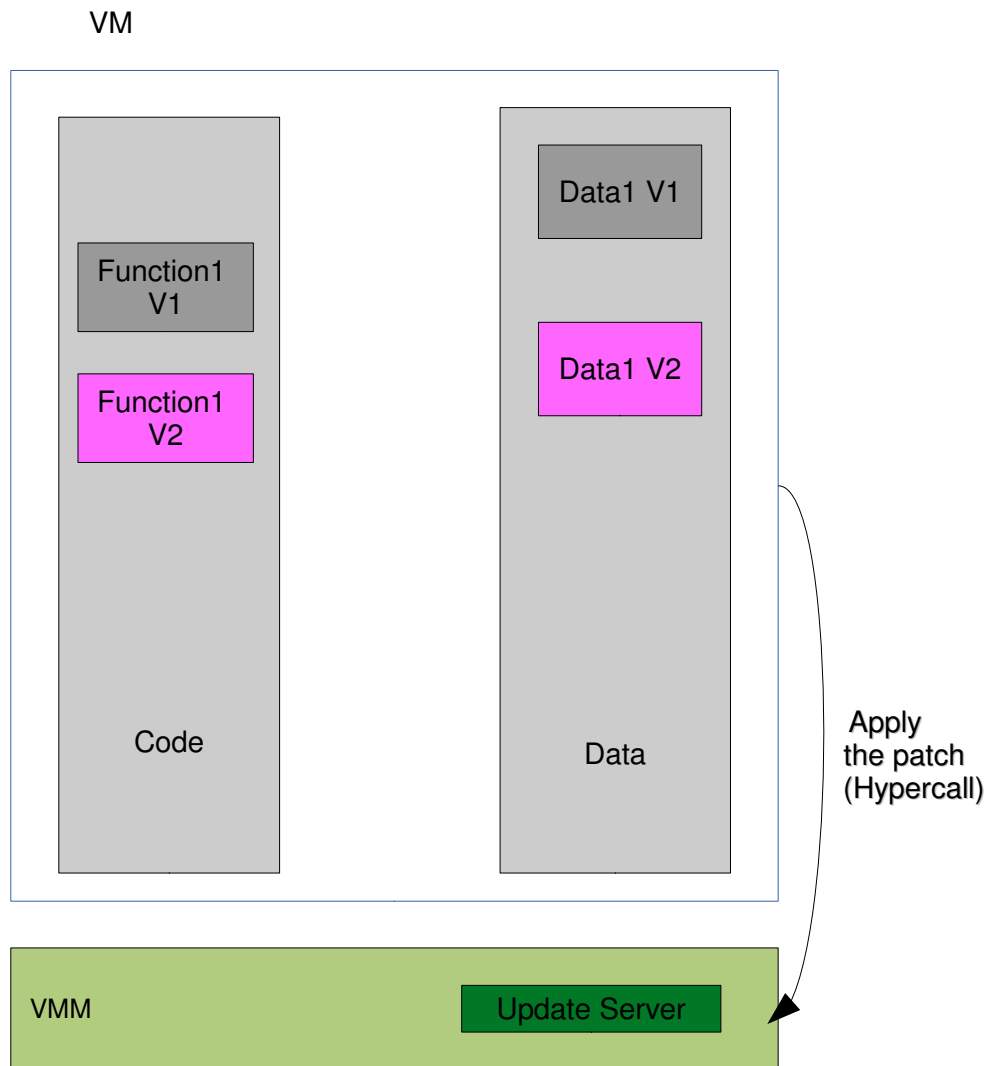 VM
Function1
V1
Function1
V2
Code
Data1 V1
Data1 V2
Data
Apply
the patch
(Hypercall)
VMM
Update Server